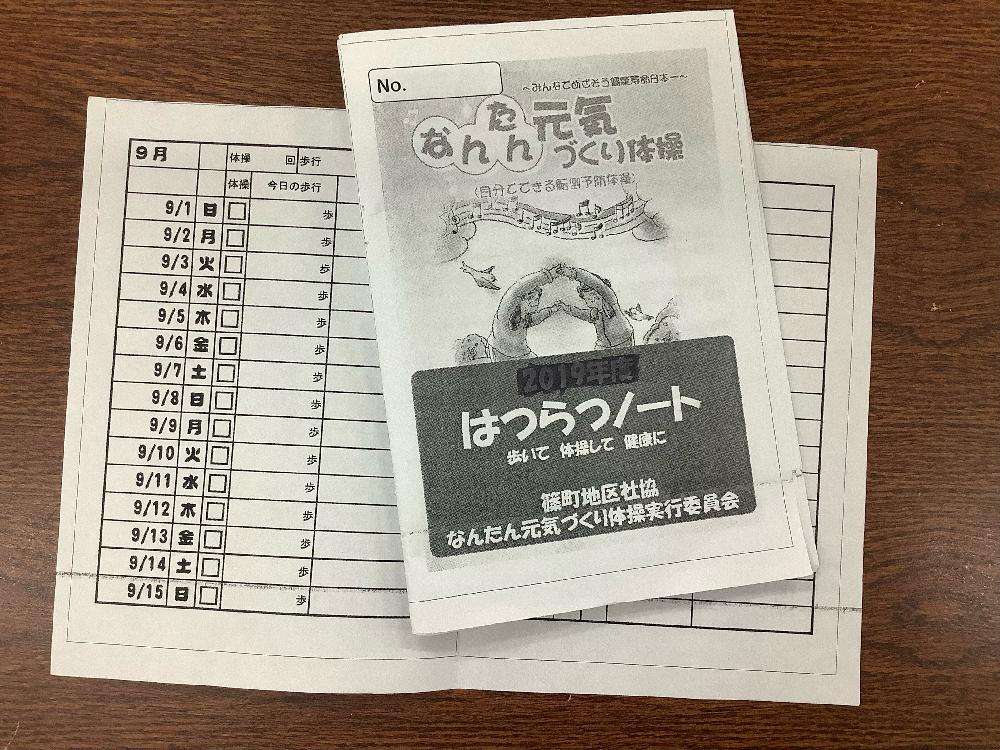 No.
～みんなでめざそう健康寿命日本一～
なんたん元気
づくり体操
(自分でできる転倒予防体操)
2019年度
はつらつノート
歩いて 体操して 健康に
篠町地区社協
なんたん元気づくり体操実行委員会
9月 体操 回 歩行
体操 今日の歩行
9/1 日 □ 歩
9/2 月 □ 歩
9/3 火 □ 歩
9/4 水 □ 歩
9/5 木 □ 歩
9/6 金 □ 歩
9/7 土 □ 歩
9/8 日 □ 歩
9/9 月 □ 歩
9/10 火 □ 歩
9/11 水 □ 歩
9/12 木 □ 歩
9/13 金 □ 歩
9/14 土 □ 歩
9/15 日 □ 歩